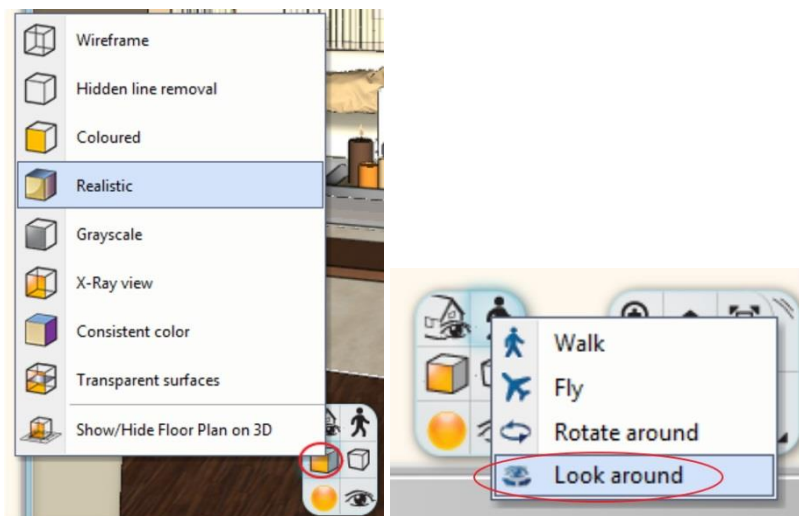 Wireframe
Hidden line removal
Coloured
Realistic
Grayscale
X-Ray view
Consistent color
Transparent surfaces
Show/Hide Floor Plan on 3D
Walk
Fly
Rotate around
Look around